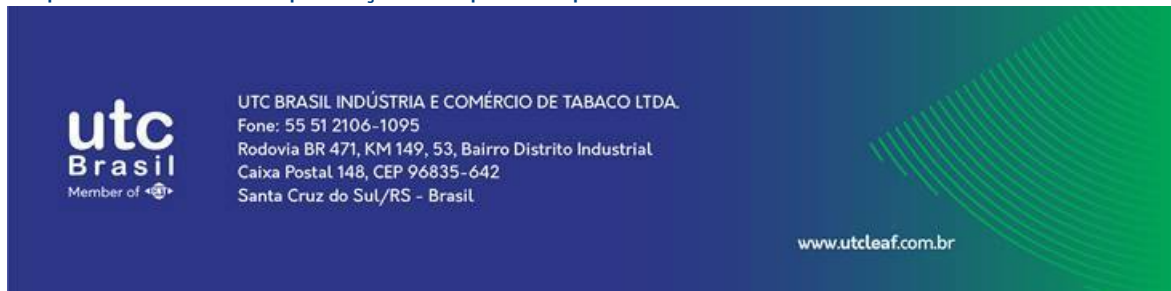 utc
Brasil
Member of
UTC BRASIL INDÚSTRIA E COMÉRCIO DE TABACO LTDA.
Fone: 55 51 2106-1095
Rodovia BR 471, KM 149, 53, Bairro Distrito Industrial
Caixa Postal 148, CEP 96835-642
Santa Cruz do Sul/RS - Brasil
www.utcleaf.com.br